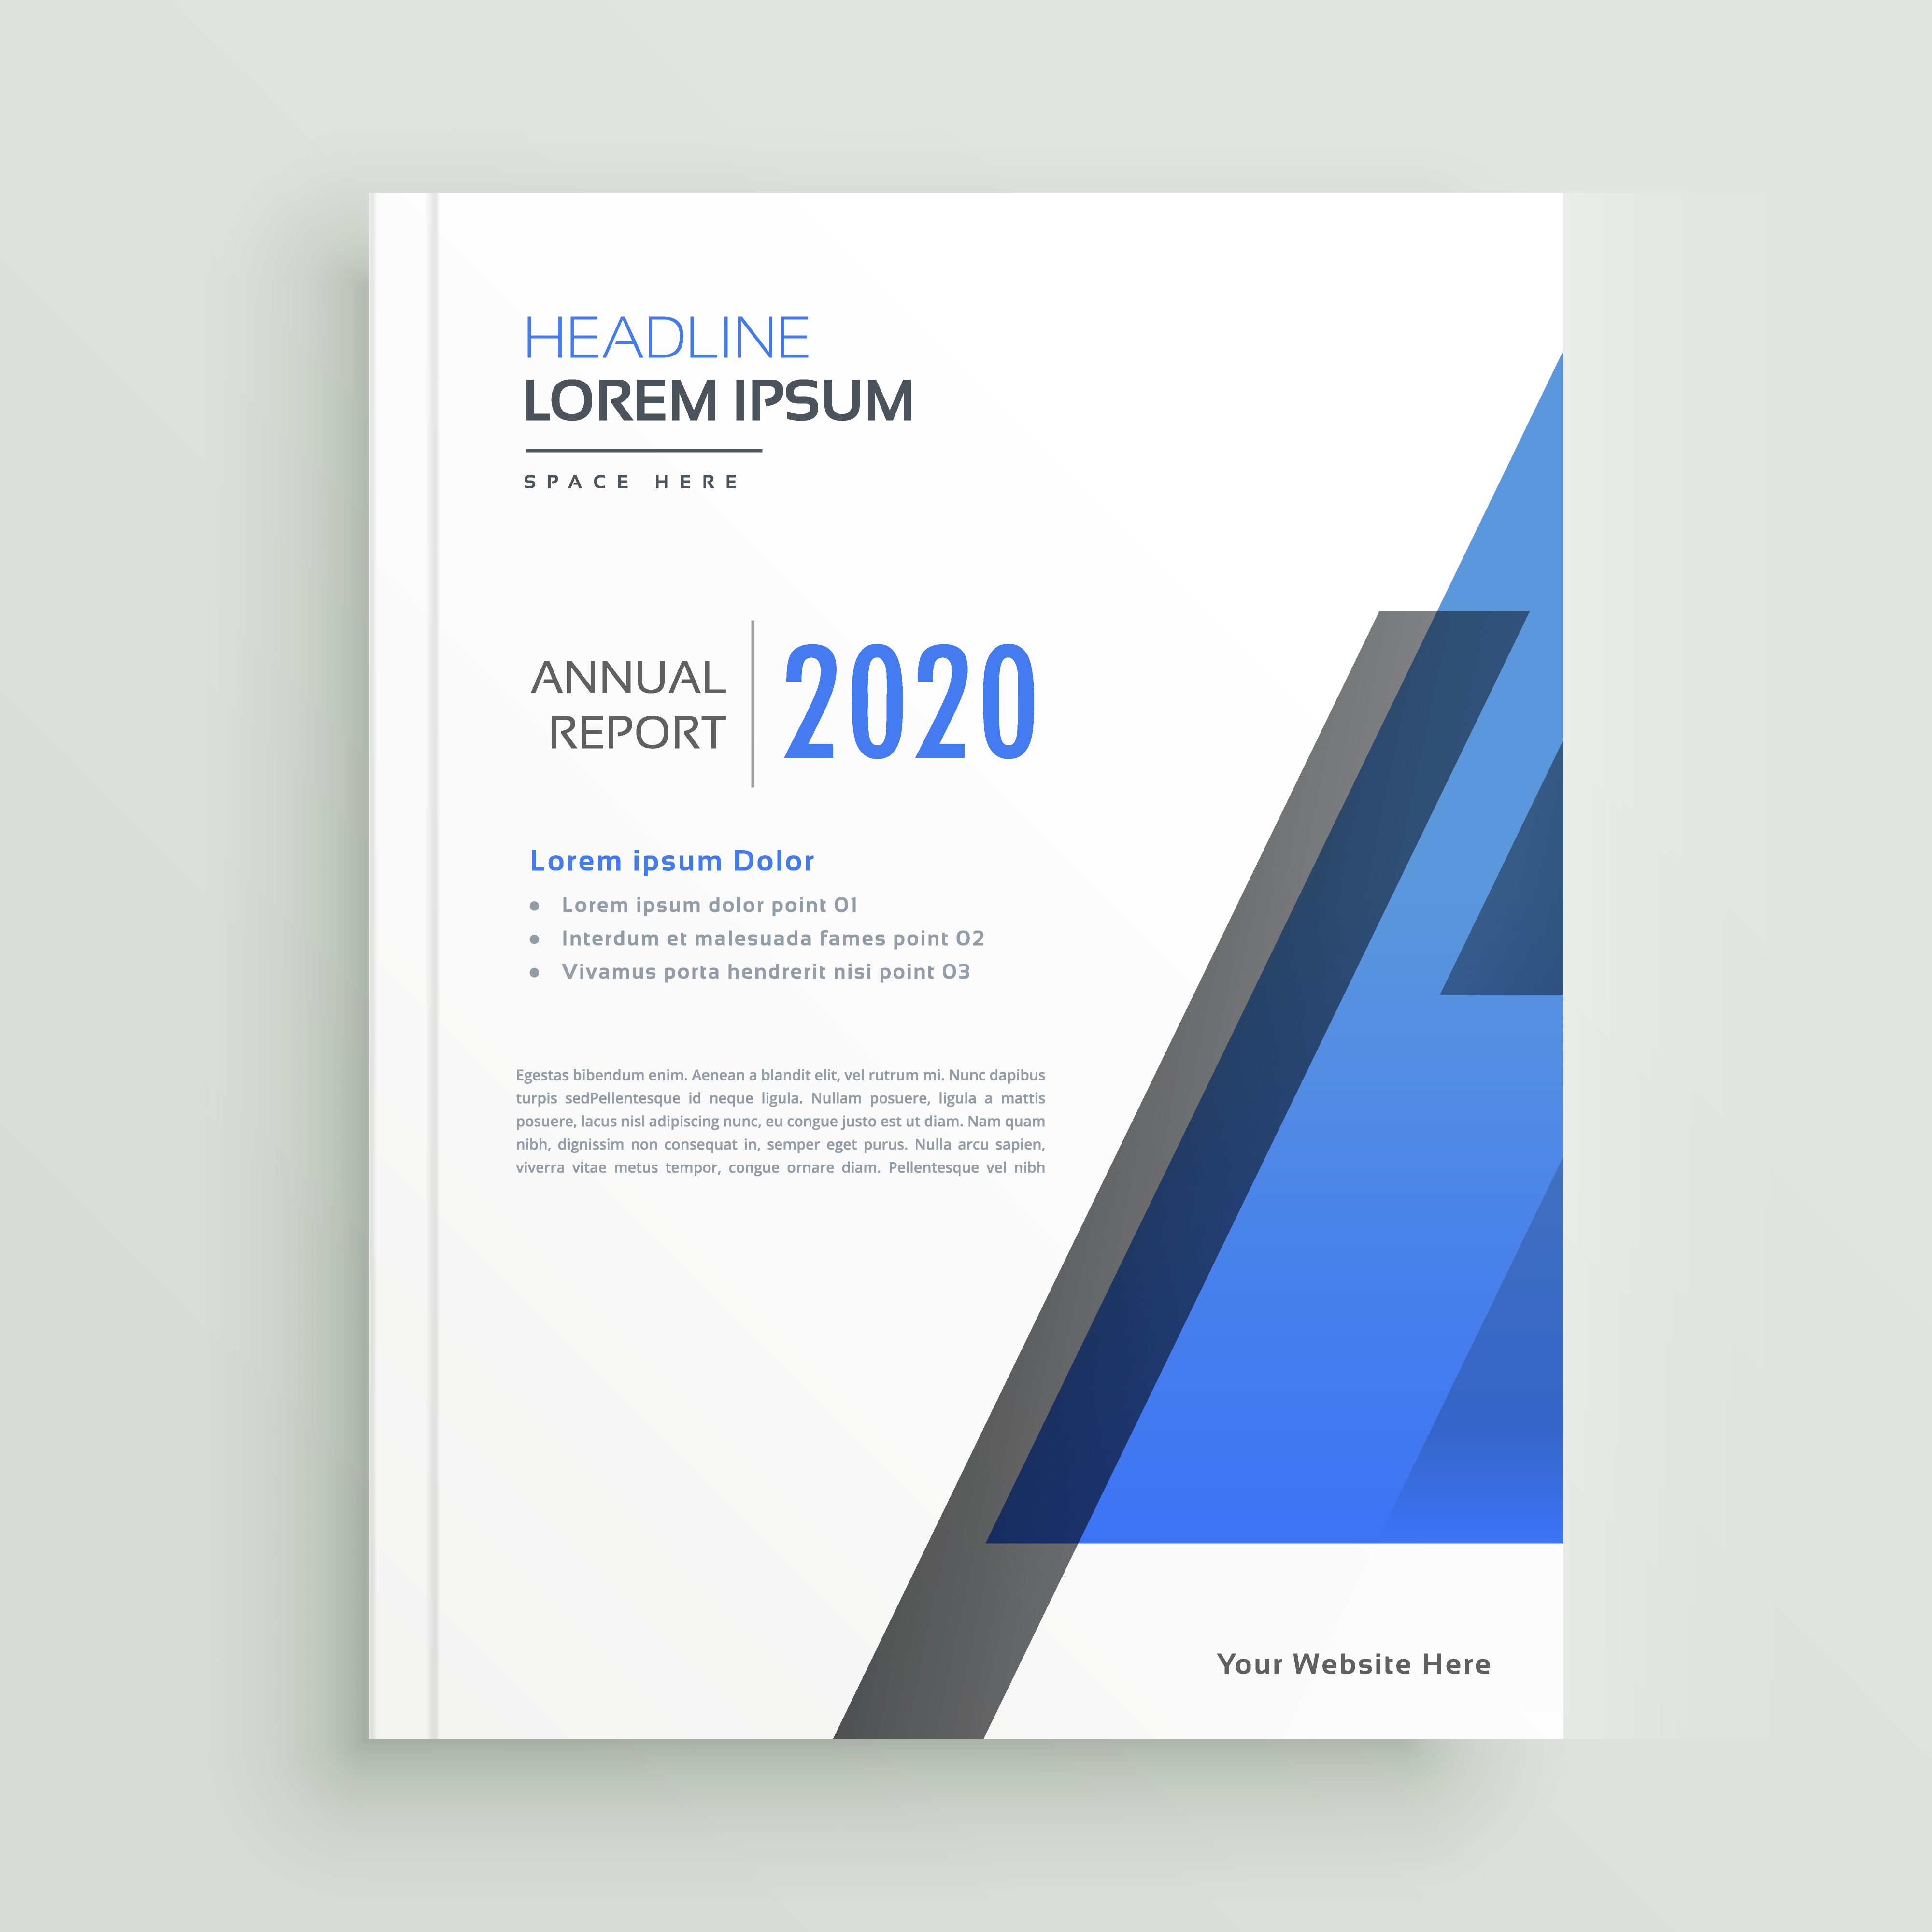 HEADLINE
LOREM IPSUM
SPACE HERE
ANNUAL
REPORT
2020
Lorem ipsum Dolor
• Lorem ipsum dolor point 01
• Interdum et malesuada fames point 02
• Vivamus porta hendrerit nisi point 03
Egestas bibendum enim. Aenean a blandit elit, vel rutrum mi. Nunc dapibus
turpis sedPellentesque id neque ligula. Nullam posuere, ligula a mattis
posuere, lacus nisl adipiscing nunc, eu congue justo est ut diam. Nam quam
nibh, dignissim non consequat in, semper eget purus. Nulla arcu sapien,
viverra vitae metus tempor, congue ornare diam. Pellentesque vel nibh
Your Website Here